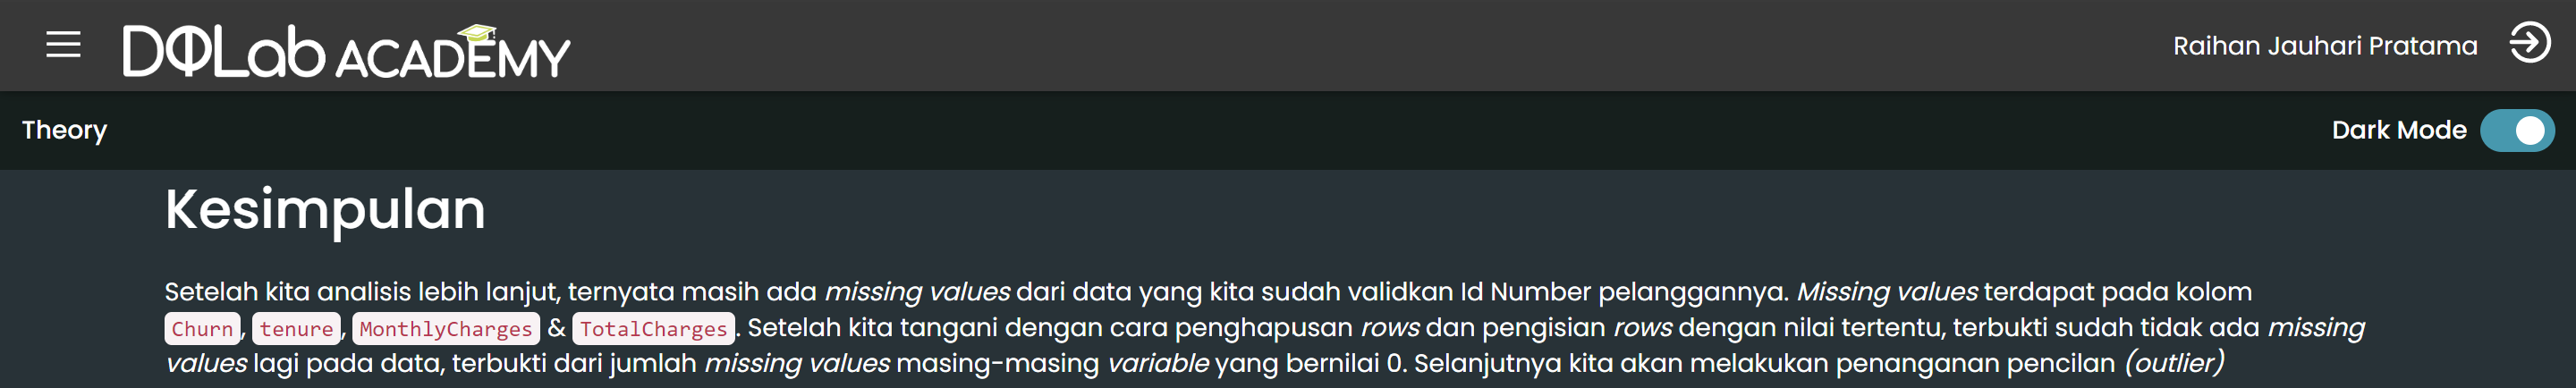 DQLab ACADEMY
Raihan Jauhari Pratama
Theory
Dark Mode
Kesimpulan
Setelah kita analisis lebih lanjut, ternyata masih ada missing values dari data yang kita sudah validkan Id Number pelanggannya. Missing values terdapat pada kolom
Churn, tenure, MonthlyCharges & TotalCharges. Setelah kita tangani dengan cara penghapusan rows dan pengisian rows dengan nilai tertentu, terbukti sudah tidak ada missing
values lagi pada data, terbukti dari jumlah missing values masing-masing variable yang bernilai 0. Selanjutnya kita akan melakukan penanganan pencilan (outlier)